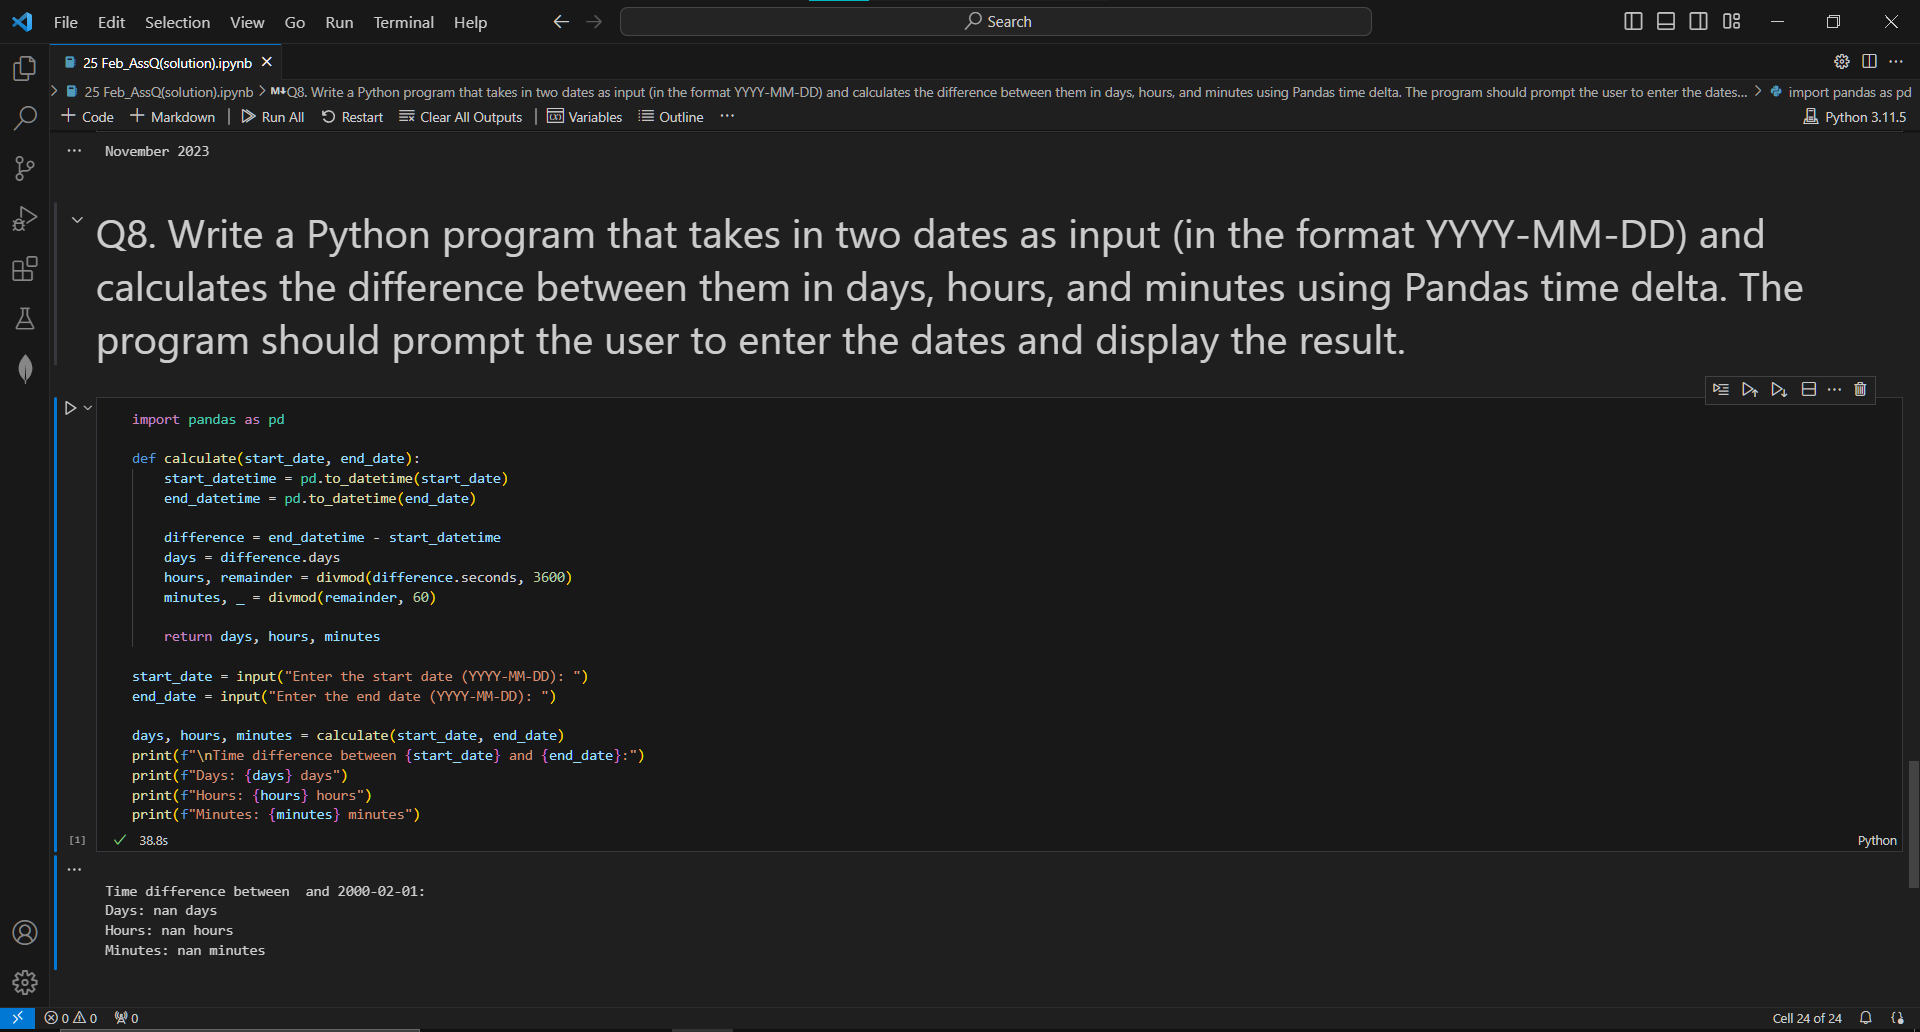 File Edit Selection View Go Run Terminal Help Search
25 Feb_AssQ(solution).ipynb
25 Feb_AssQ(solution).ipynb > M↓Q8. Write a Python program that takes in two dates as input (in the format YYYY-MM-DD) and calculates the difference between them in days, hours, and minutes using Pandas time delta. The program should prompt the user to enter the dates... > import pandas as pd
+ Code + Markdown | Run All Restart Clear All Outputs | Variables Outline ... Python 3.11.5
... November 2023
Q8. Write a Python program that takes in two dates as input (in the format YYYY-MM-DD) and
calculates the difference between them in days, hours, and minutes using Pandas time delta. The
program should prompt the user to enter the dates and display the result.
import pandas as pd
def calculate(start_date, end_date):
    start_datetime = pd.to_datetime(start_date)
    end_datetime = pd.to_datetime(end_date)
    difference = end_datetime - start_datetime
    days = difference.days
    hours, remainder = divmod(difference.seconds, 3600)
    minutes, _ = divmod(remainder, 60)
    return days, hours, minutes
start_date = input("Enter the start date (YYYY-MM-DD): ")
end_date = input("Enter the end date (YYYY-MM-DD): ")
days, hours, minutes = calculate(start_date, end_date)
print(f"\nTime difference between {start_date} and {end_date}:")
print(f"Days: {days} days")
print(f"Hours: {hours} hours")
print(f"Minutes: {minutes} minutes")
[1] 38.8s Python
...
Time difference between  and 2000-02-01:
Days: nan days
Hours: nan hours
Minutes: nan minutes
0 0 0 Cell 24 of 24